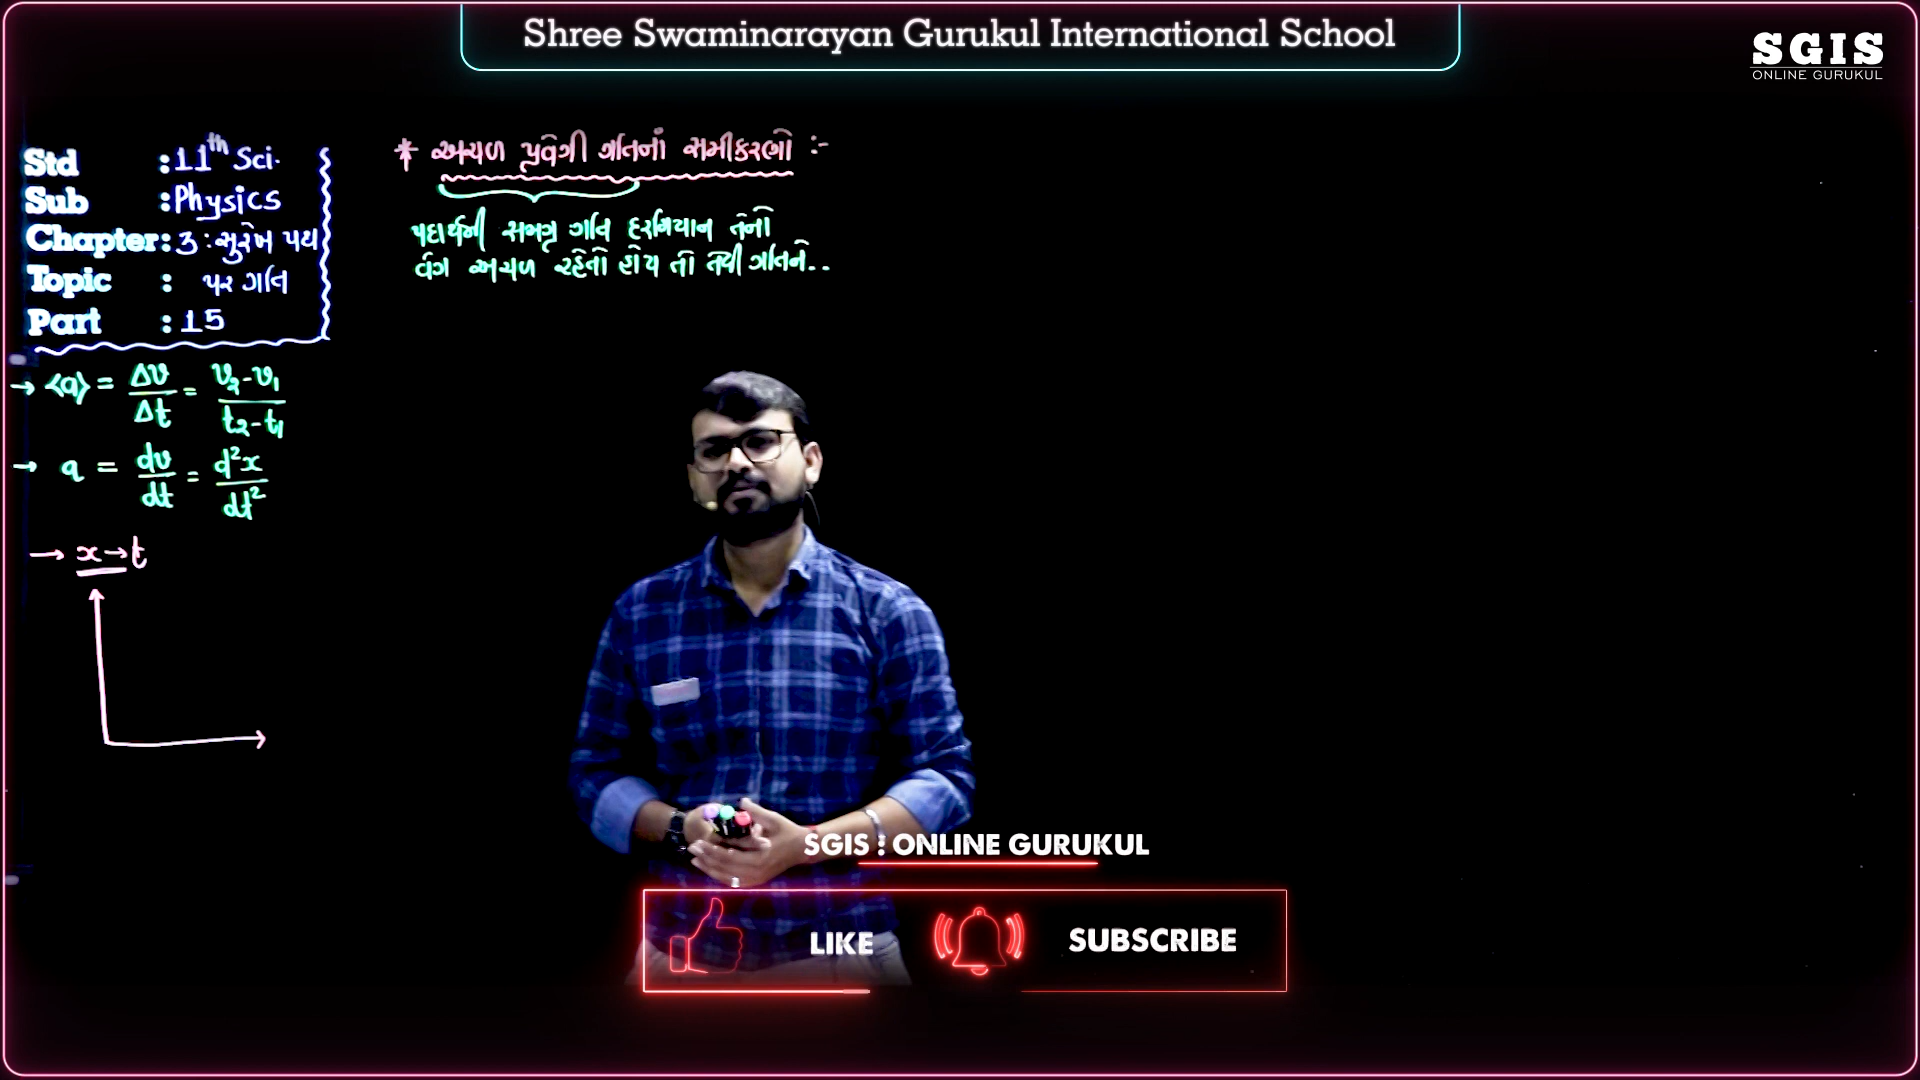 Shree Swaminarayan Gurukul International School
SGIS
ONLINE GURUKUL
Std : 11th Sci.
Sub : Physics
Chapter: 3 : સુરેખ પથ
Topic : પર ગતિ
Part : 15
→ <a> = Δv/Δt = v₂-v₁/t₂-t₁
→ a = dv/dt = d²x/dt²
→ x→t
* અચળ પ્રવેગી ગતિનાં સમીકરણો :-
પદાર્થની સમગ્ર ગતિ દરમિયાન તેનો
વેગ અચળ રહેતો હોય તો તેવી ગતિને..
SGIS : ONLINE GURUKUL
LIKE
SUBSCRIBE